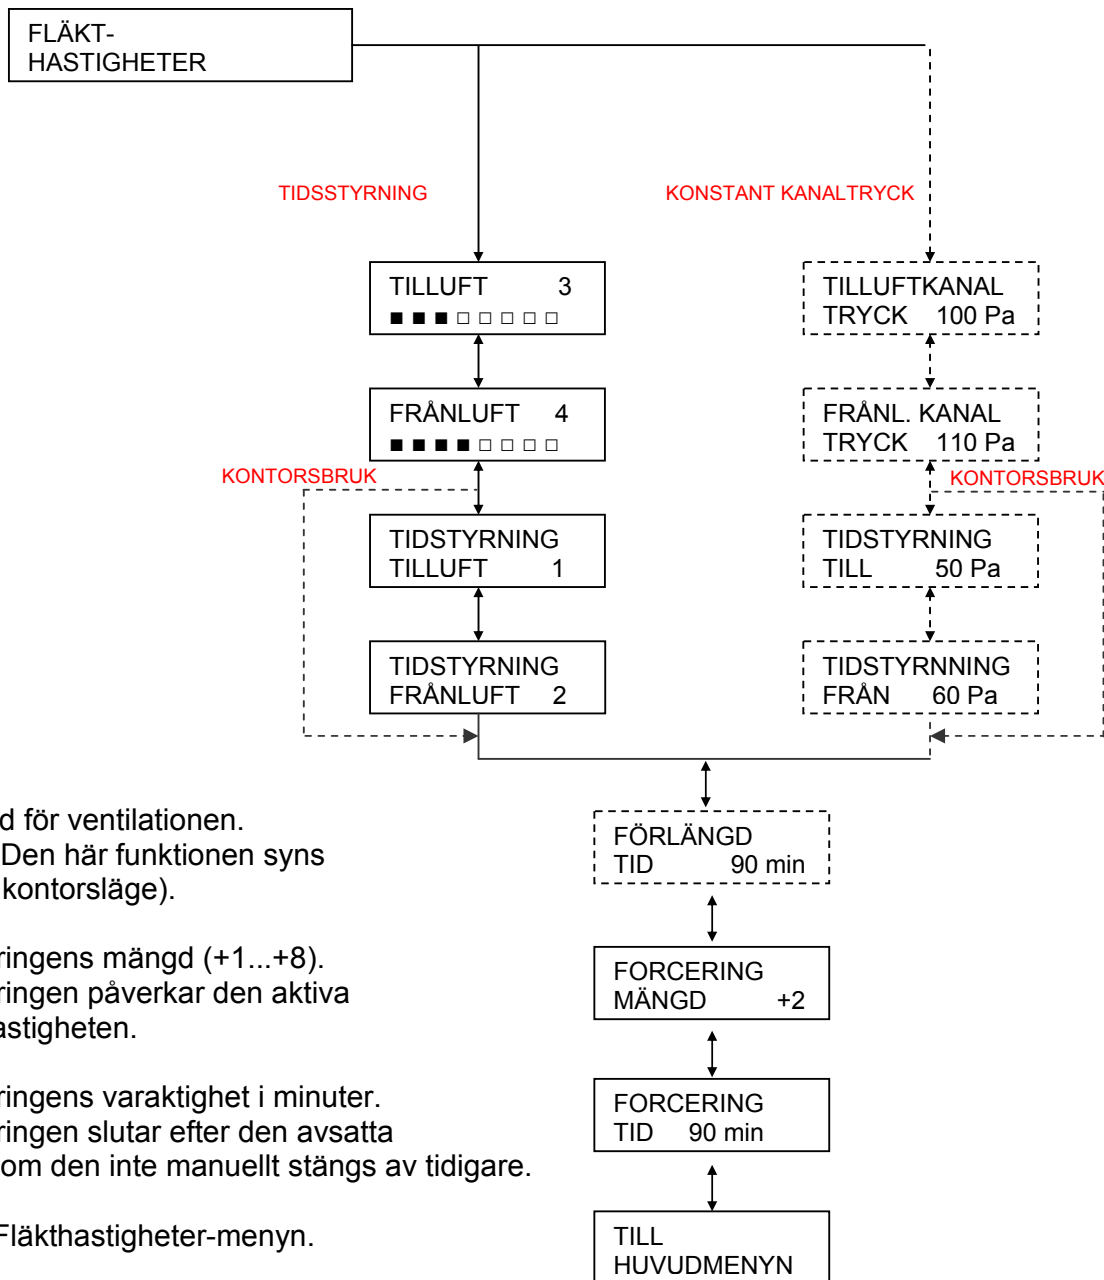 FLÄKT-
HASTIGHETER
TIDSSTYRNING
KONSTANT KANALTRYCK
TILLUFT 3
■ ■ ■ □ □ □ □ □
TILLUFTKANAL
TRYCK 100 Pa
FRÅNLUFT 4
■ ■ ■ ■ □ □ □ □
FRÅNL. KANAL
TRYCK 110 Pa
KONTORSBRUK
KONTORSBRUK
TIDSTYRNING
TILLUFT 1
TIDSTYRNING
TILL 50 Pa
TIDSTYRNING
FRÅNLUFT 2
TIDSTYRNNING
FRÅN 60 Pa
d för ventilationen.
Den här funktionen syns
kontorsläge).
FÖRLÄNGD
TID 90 min
ringens mängd (+1...+8).
ringen påverkar den aktiva
astigheten.
FORCERING
MÄNGD +2
ringens varaktighet i minuter.
ringen slutar efter den avsatta
om den inte manuellt stängs av tidigare.
FORCERING
TID 90 min
Fläkthastigheter-menyn.
TILL
HUVUDMENYN